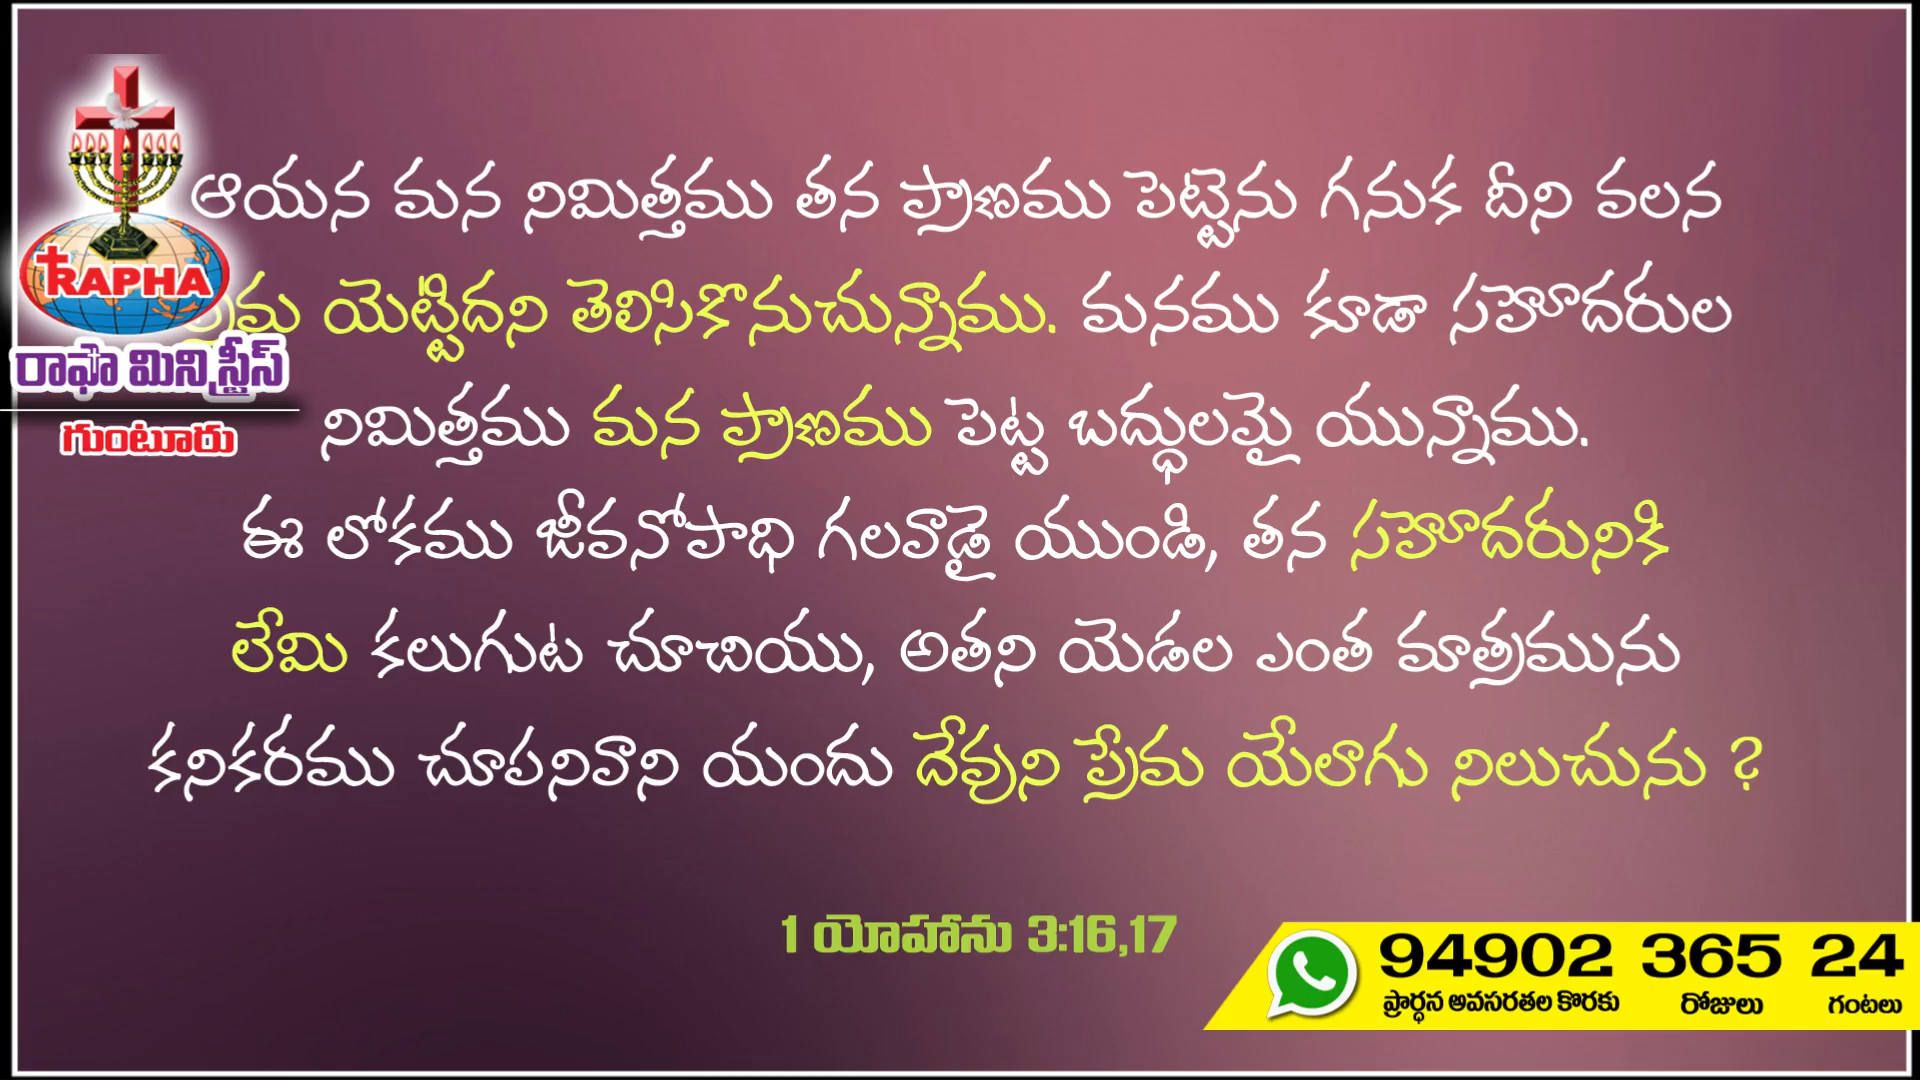 ఆయన మన నిమిత్తము తన ప్రాణము పెట్టెను గనుక దీని వలన
యెట్టిదని తెలిసికొనుచున్నాము. మనము కూడా సహెూదరుల
నిమిత్తము మన ప్రాణము పెట్ట బద్ధులమై యున్నాము.
ఈ లోకము జీవనోపాధి గలవాడై యుండి, తన సహెూదరునికి
లేమి కలుగుట చూచియు, అతని యెడల ఎంత మాత్రమును
కనికరము చూపనివాని యందు దేవుని ప్రేమ యేలాగు నిలుచును ?
1 యోహాను 3:16,17
RAPHA
రాఫా మినిస్ట్రీస్
గుంటూరు
94902 365 24
ప్రార్ధన అవసరతల కొరకు రోజులు గంటలు